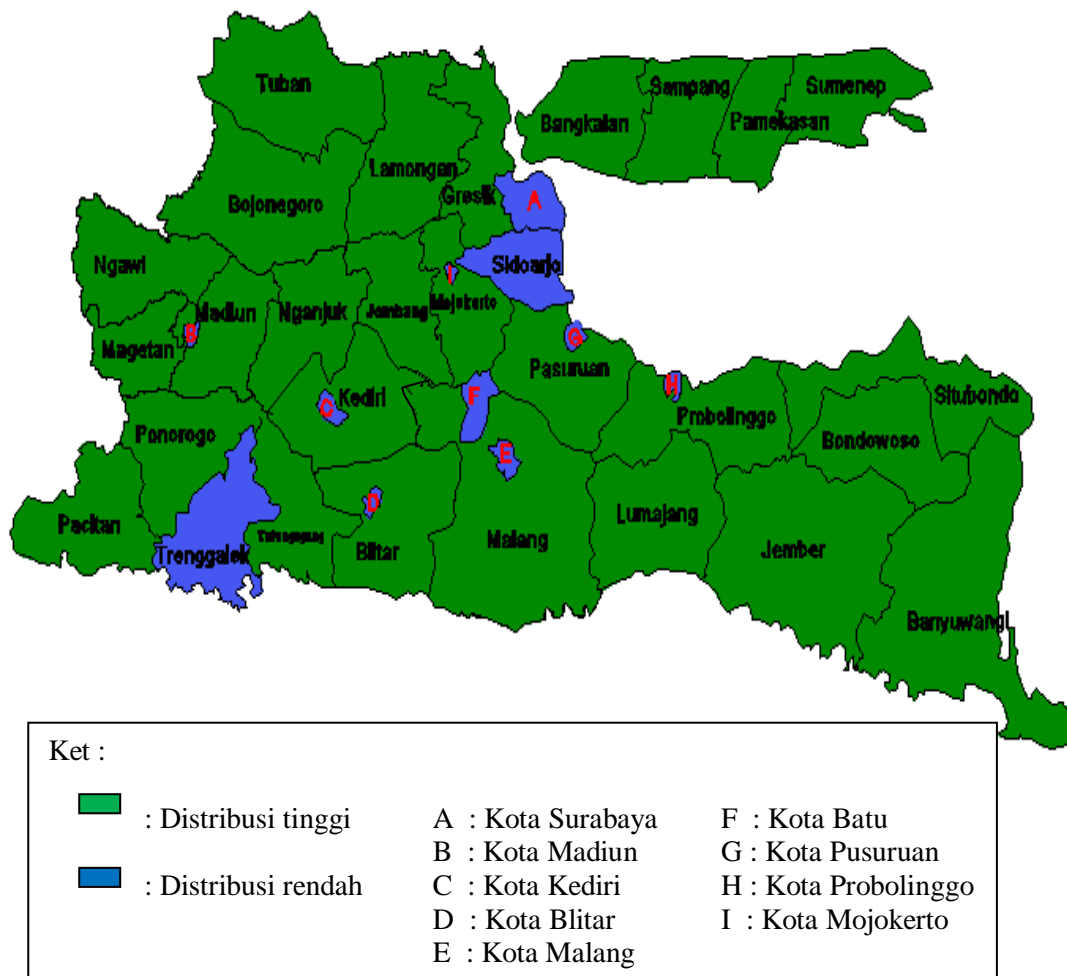 Tuban
Sampang
Sumenep
Bangkalan
Pamekasan
Lamongan
Gresik
A
Bojonegoro
Ngawi
Sidoarjo
I
Madiun
Nganjuk
Jombang
Mojokerto
B
Magetan
G
Pasuruan
H
Kediri
F
C
Probolinggo
Situbondo
Ponorogo
Bondowoso
E
D
Pacitan
Lumajang
Trenggalek
Tulungagung
Blitar
Malang
Jember
Banyuwangi
Ket :
: Distribusi tinggi
: Distribusi rendah
A : Kota Surabaya
B : Kota Madiun
C : Kota Kediri
D : Kota Blitar
E : Kota Malang
F : Kota Batu
G : Kota Pusuruan
H : Kota Probolinggo
I : Kota Mojokerto